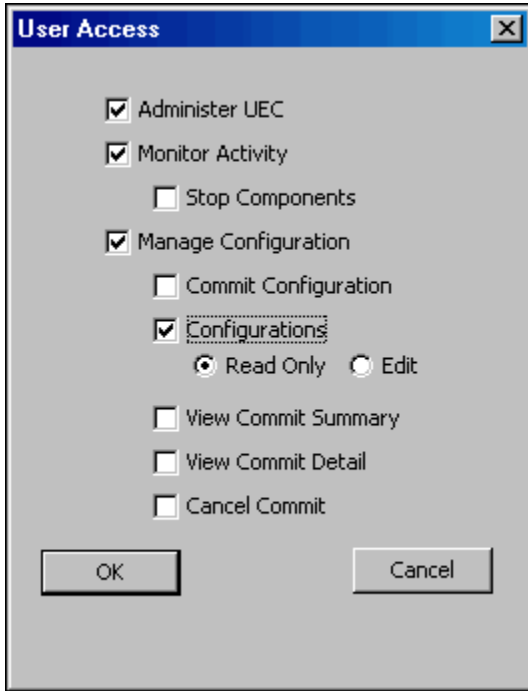 User Access
Administer UEC
Monitor Activity
Stop Components
Manage Configuration
Commit Configuration
Configurations
Read Only Edit
View Commit Summary
View Commit Detail
Cancel Commit
OK Cancel